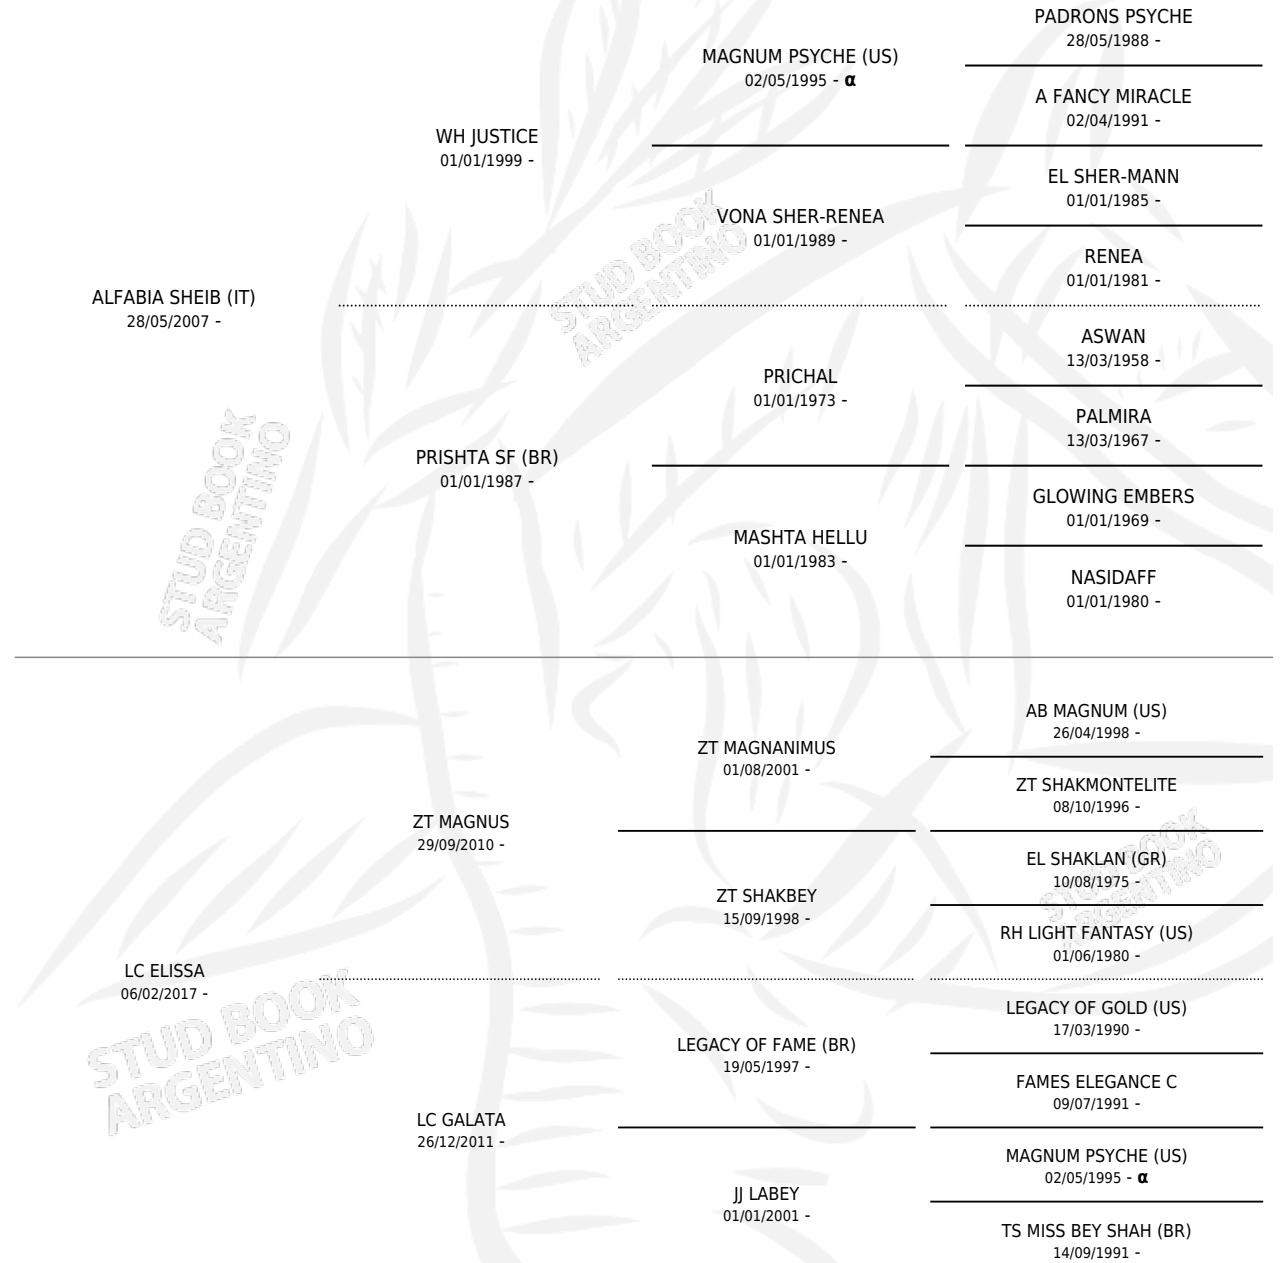 PADRONS PSYCHE
28/05/1988 -
MAGNUM PSYCHE (US)
02/05/1995 - α
A FANCY MIRACLE
02/04/1991 -
WH JUSTICE
01/01/1999 -
EL SHER-MANN
01/01/1985 -
VONA SHER-RENEA
01/01/1989 -
RENEA
01/01/1981 -
ALFABIA SHEIB (IT)
28/05/2007 -
STUD BOOK
ARGENTINO
ASWAN
13/03/1958 -
PRICHAL
01/01/1973 -
PALMIRA
13/03/1967 -
PRISHTA SF (BR)
01/01/1987 -
GLOWING EMBERS
01/01/1969 -
MASHTA HELLU
01/01/1983 -
NASIDAFF
01/01/1980 -
STUD BOOK
ARGENTINO
AB MAGNUM (US)
26/04/1998 -
ZT MAGNANIMUS
01/08/2001 -
ZT SHAKMONTELITE
08/10/1996 -
ZT MAGNUS
29/09/2010 -
EL SHAKLAN (GR)
10/08/1975 -
ZT SHAKBEY
15/09/1998 -
RH LIGHT FANTASY (US)
01/06/1980 -
STUD BOOK
ARGENTINO
LC ELISSA
06/02/2017 -
STUD BOOK
ARGENTINO
LEGACY OF GOLD (US)
17/03/1990 -
LEGACY OF FAME (BR)
19/05/1997 -
FAMES ELEGANCE C
09/07/1991 -
LC GALATA
26/12/2011 -
MAGNUM PSYCHE (US)
02/05/1995 - α
JJ LABEY
01/01/2001 -
TS MISS BEY SHAH (BR)
14/09/1991 -